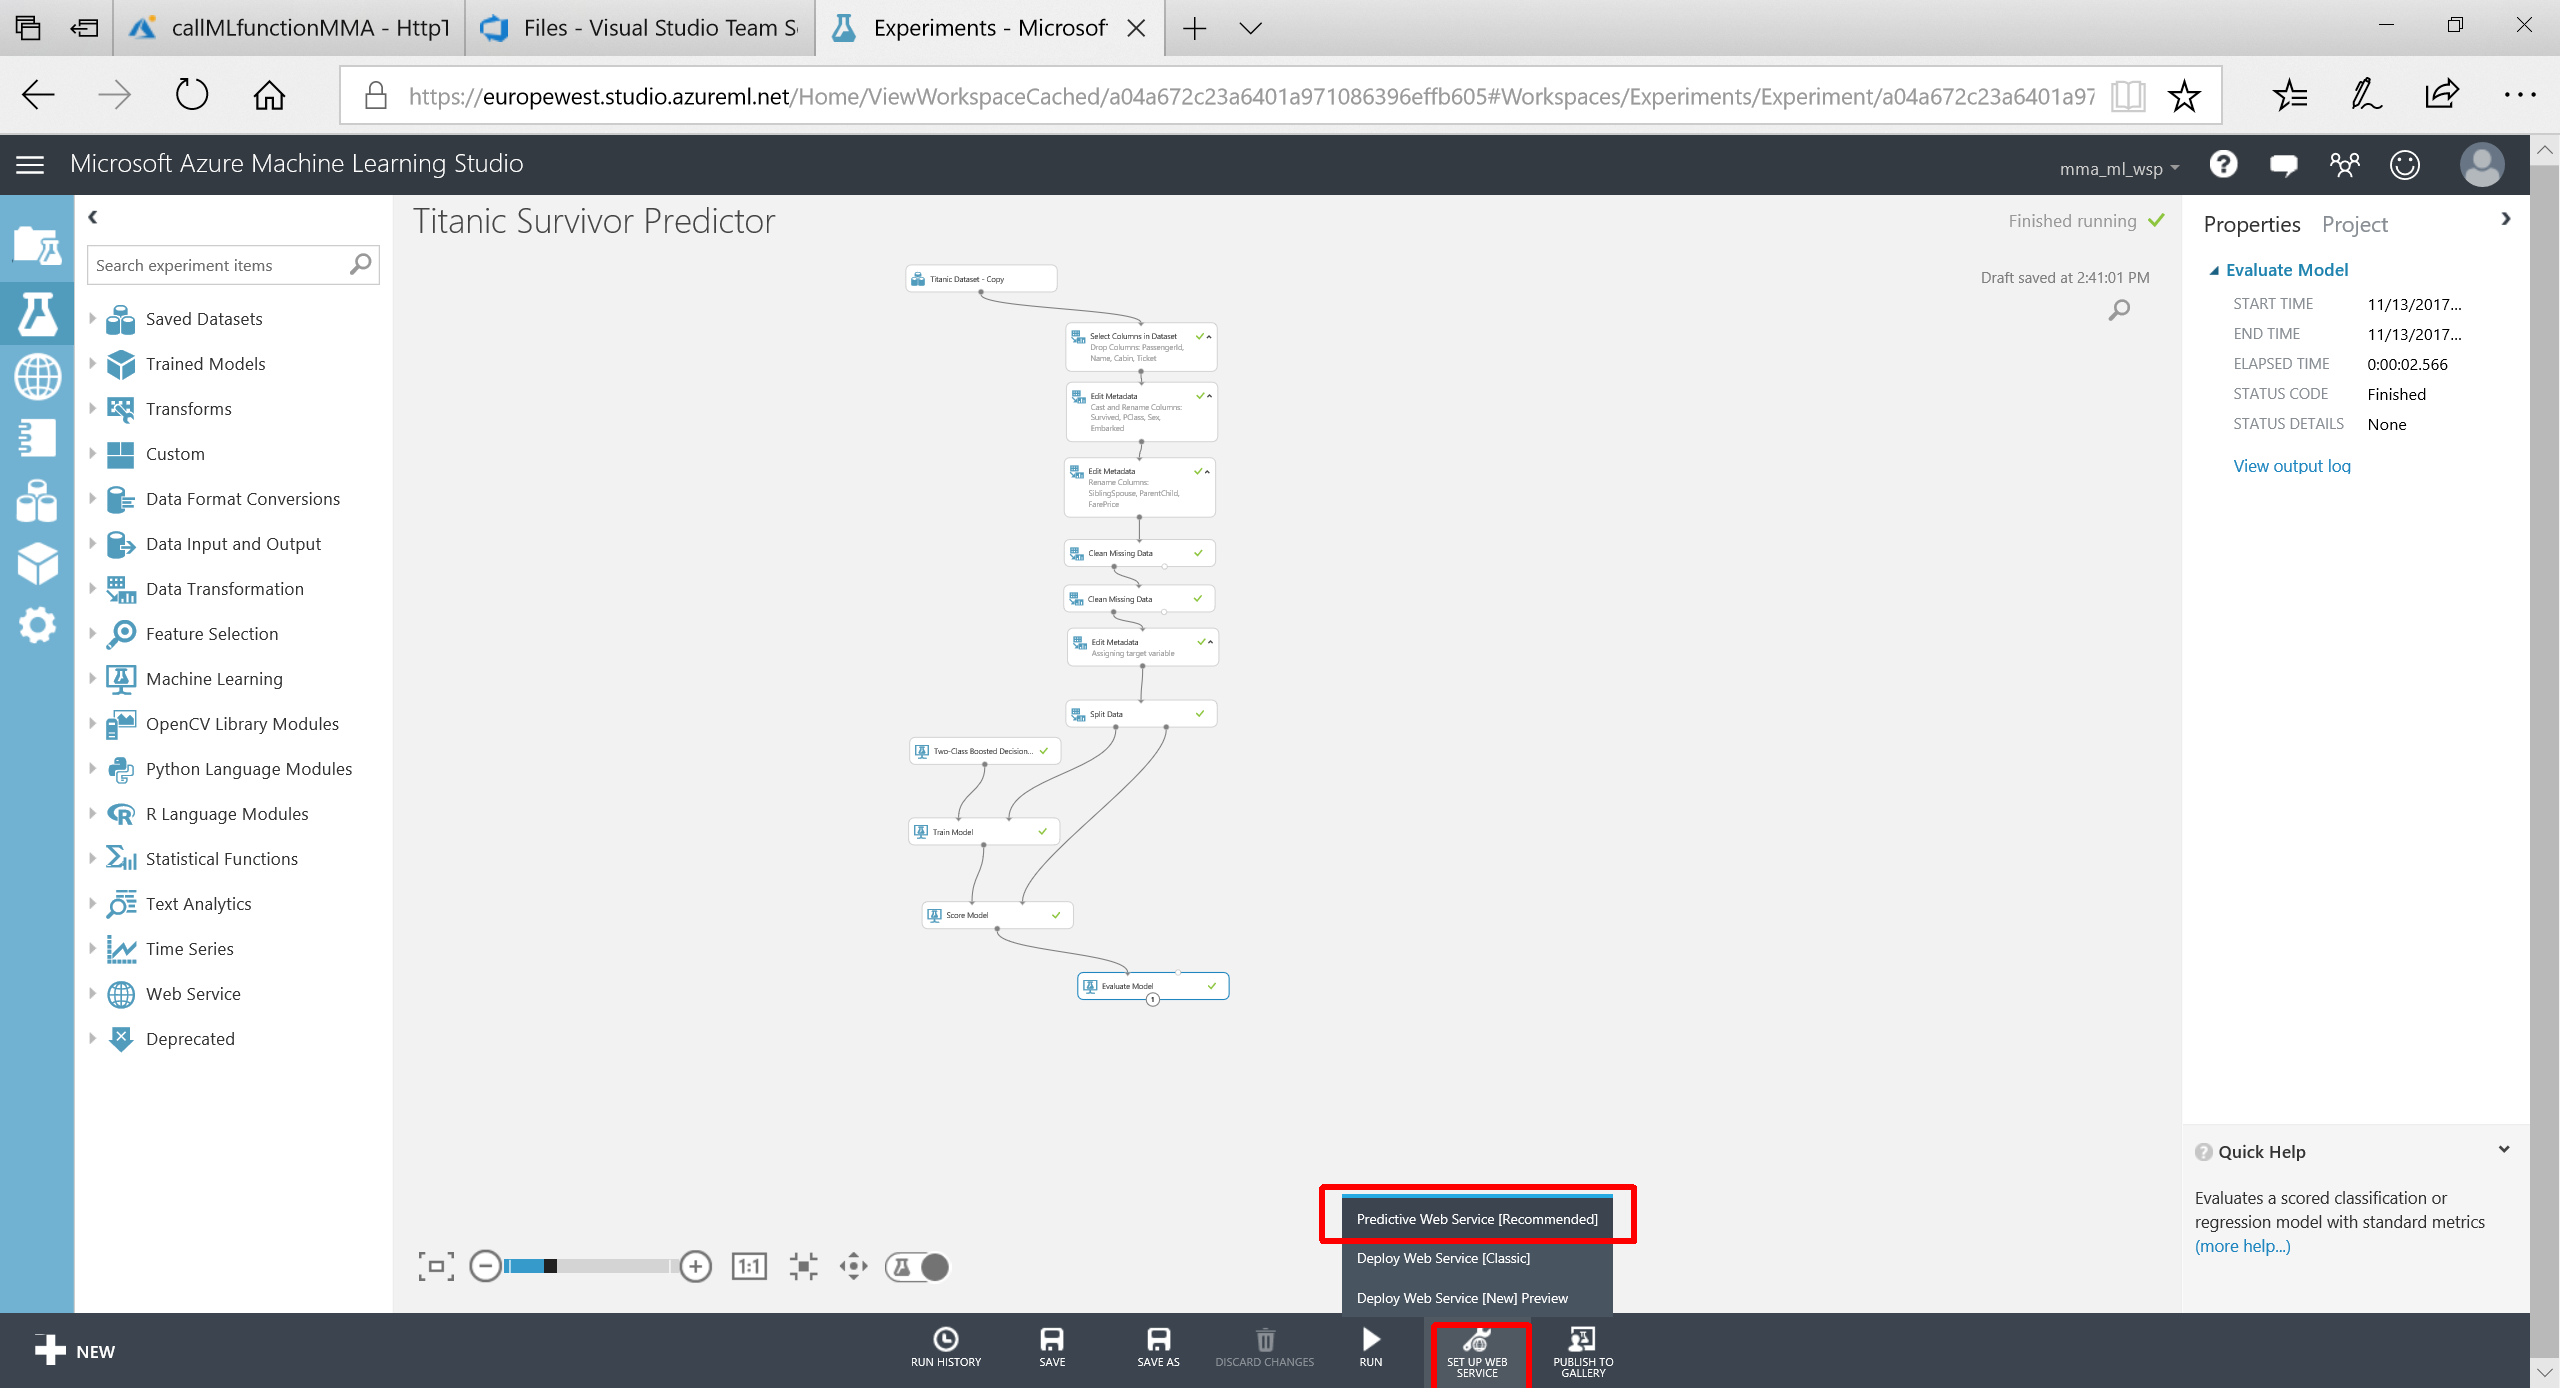 callMLfunctionMMA - HttpT
Files - Visual Studio Team S
Experiments - Microsof
https://europewest.studio.azureml.net/Home/ViewWorkspaceCached/a04a672c23a6401a971086396effb605#Workspaces/Experiments/Experiment/a04a672c23a6401a97
Microsoft Azure Machine Learning Studio
mma_ml_wsp
Search experiment items
Saved Datasets
Trained Models
Transforms
Custom
Data Format Conversions
Data Input and Output
Data Transformation
Feature Selection
Machine Learning
OpenCV Library Modules
Python Language Modules
R Language Modules
Statistical Functions
Text Analytics
Time Series
Web Service
Deprecated
Titanic Survivor Predictor
Finished running
Draft saved at 2:41:01 PM
Titanic Dataset - Copy
Select Columns in Dataset
Drop Columns: PassengerId,
Name, Cabin, Ticket
Edit Metadata
Cast and Rename Columns:
Survived, PClass, Sex,
Embarked
Edit Metadata
Rename Columns:
SiblingSpouse, ParentChild,
FarePrice
Clean Missing Data
Clean Missing Data
Edit Metadata
Assigning target variable
Split Data
Two-Class Boosted Decision...
Train Model
Score Model
Evaluate Model
1
Properties Project
Evaluate Model
START TIME 11/13/2017...
END TIME 11/13/2017...
ELAPSED TIME 0:00:02.566
STATUS CODE Finished
STATUS DETAILS None
View output log
Quick Help
Evaluates a scored classification or
regression model with standard metrics
(more help...)
1:1
Predictive Web Service [Recommended]
Deploy Web Service [Classic]
Deploy Web Service [New] Preview
NEW
RUN HISTORY
SAVE
SAVE AS
DISCARD CHANGES
RUN
SET UP WEB
SERVICE
PUBLISH TO
GALLERY